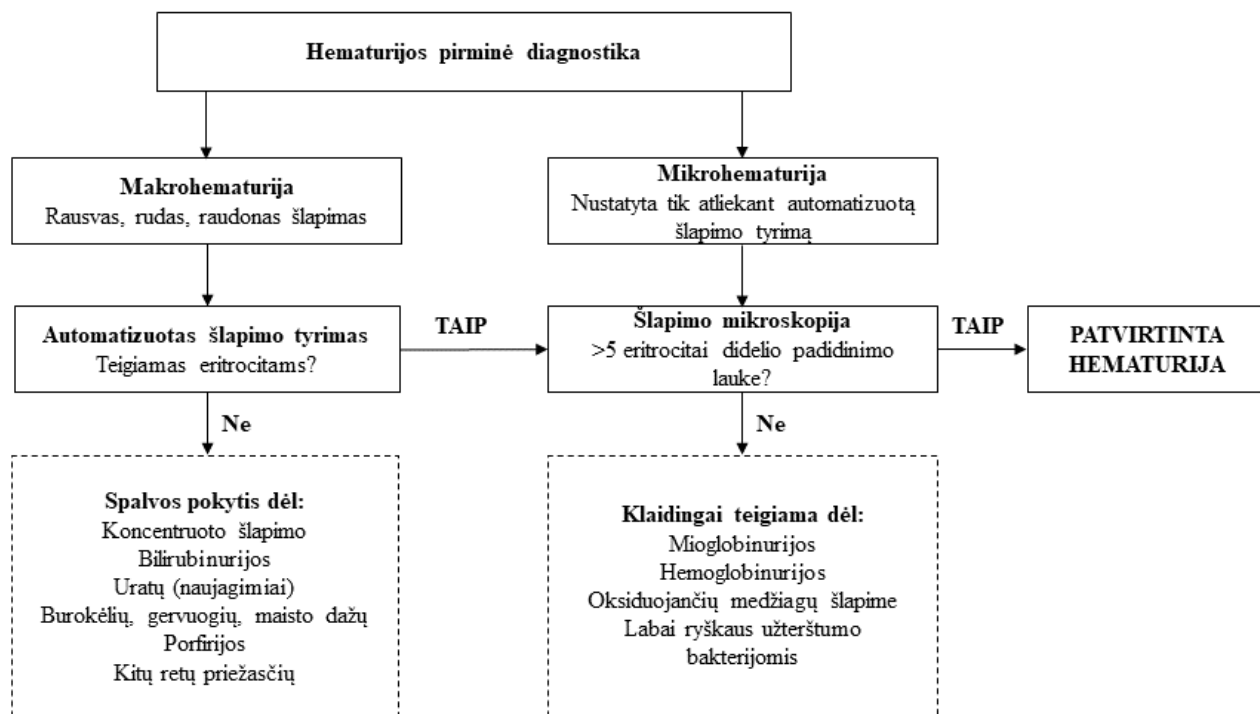 Hematurijos pirminė diagnostika
Makrohematurija
Rausvas, rudas, raudonas šlapimas
Mikrohematurija
Nustatyta tik atliekant automatizuotą
šlapimo tyrimą
Automatizuotas šlapimo tyrimas
Teigiamas eritrocitams?
TAIP
Šlapimo mikroskopija
>5 eritrocitai didelio padidinimo
lauke?
TAIP
PATVIRTINTA
HEMATURIJA
Ne
Ne
Spalvos pokytis dėl:
Koncentruoto šlapimo
Bilirubinurijos
Uratų (naujagimiai)
Burokėlių, gervuogių, maisto dažų
Porfirijos
Kitų retų priežasčių
Klaidingai teigiama dėl:
Mioglobinurijos
Hemoglobinurijos
Oksiduojančių medžiagų šlapime
Labai ryškaus užterštumo
bakterijomis